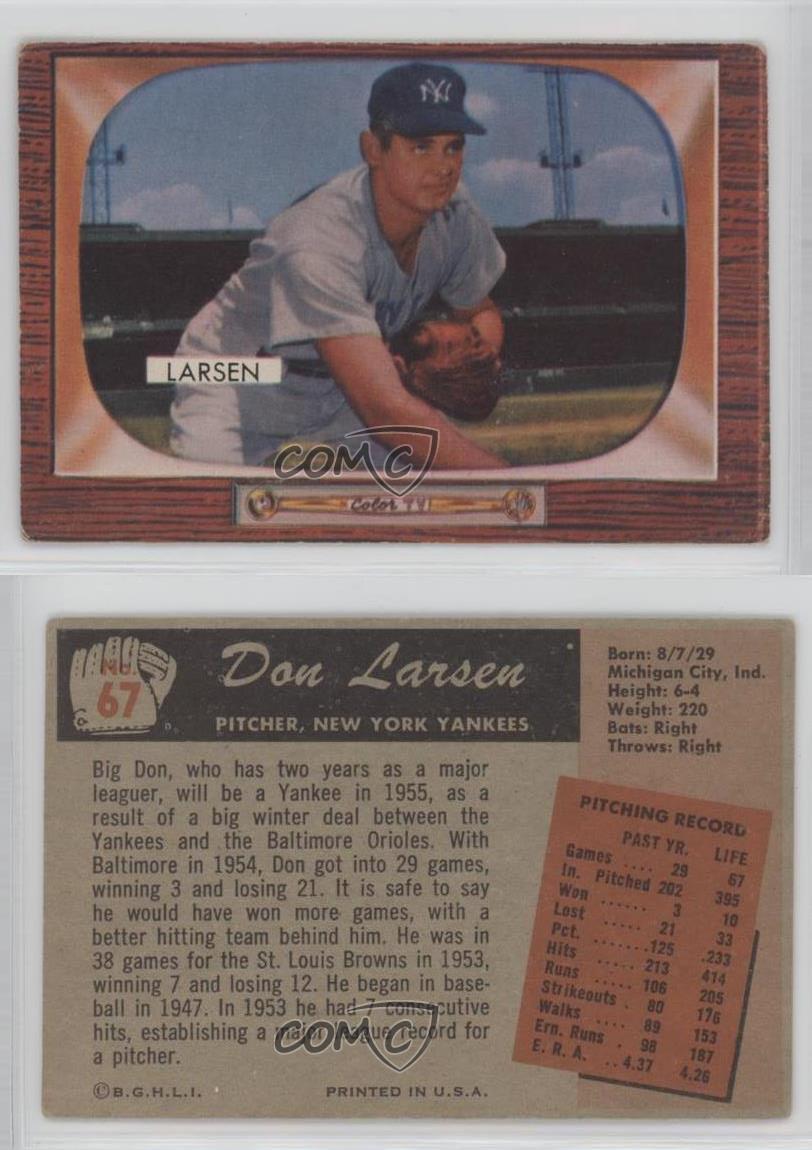 NY
LARSEN
COMC
Color TV
No.
67
Don Larsen
PITCHER, NEW YORK YANKEES
Born: 8/7/29
Michigan City, Ind.
Height: 6-4
Weight: 220
Bats: Right
Throws: Right
Big Don, who has two years as a major
leaguer, will be a Yankee in 1955, as a
result of a big winter deal between the
Yankees and the Baltimore Orioles. With
Baltimore in 1954, Don got into 29 games,
winning 3 and losing 21. It is safe to say
he would have won more games, with a
better hitting team behind him. He was in
38 games for the St. Louis Browns in 1953,
winning 7 and losing 12. He began in base-
ball in 1947. In 1953 he had 7 consecutive
hits, establishing a major league record for
a pitcher.
PITCHING RECORD
PAST YR. LIFE
Games .... 29 67
In. Pitched 202 395
Won ...... 3 10
Lost ..... 21 33
Pct. .......125 .233
Hits ..... 213 414
Runs ..... 106 205
Strikeouts . 80 176
Walks .... 89 153
Ern. Runs . 98 187
E. R. A. ..4.37 4.26
COMC
©B.G.H.L.I. PRINTED IN U.S.A.